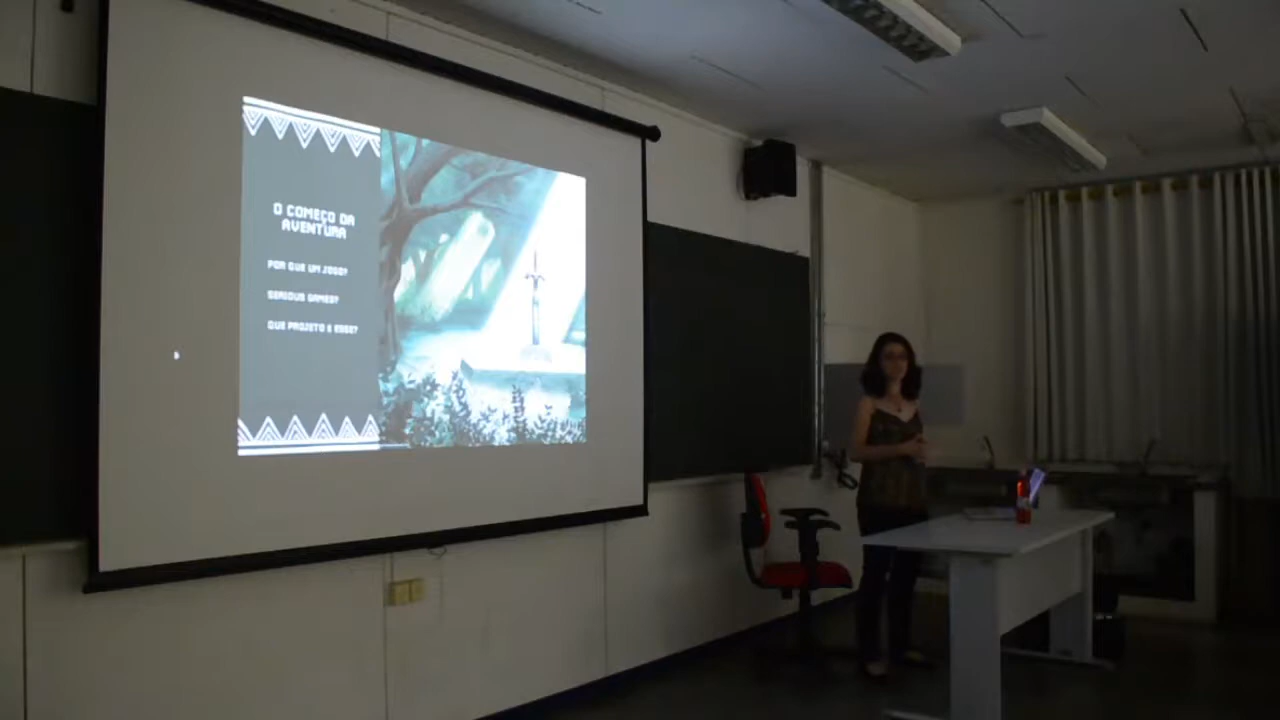 O COMEÇO DA
AVENTURA
POR QUE UM JOGO?
SERIOUS GAMES?
QUE PROJETO É ESSE?